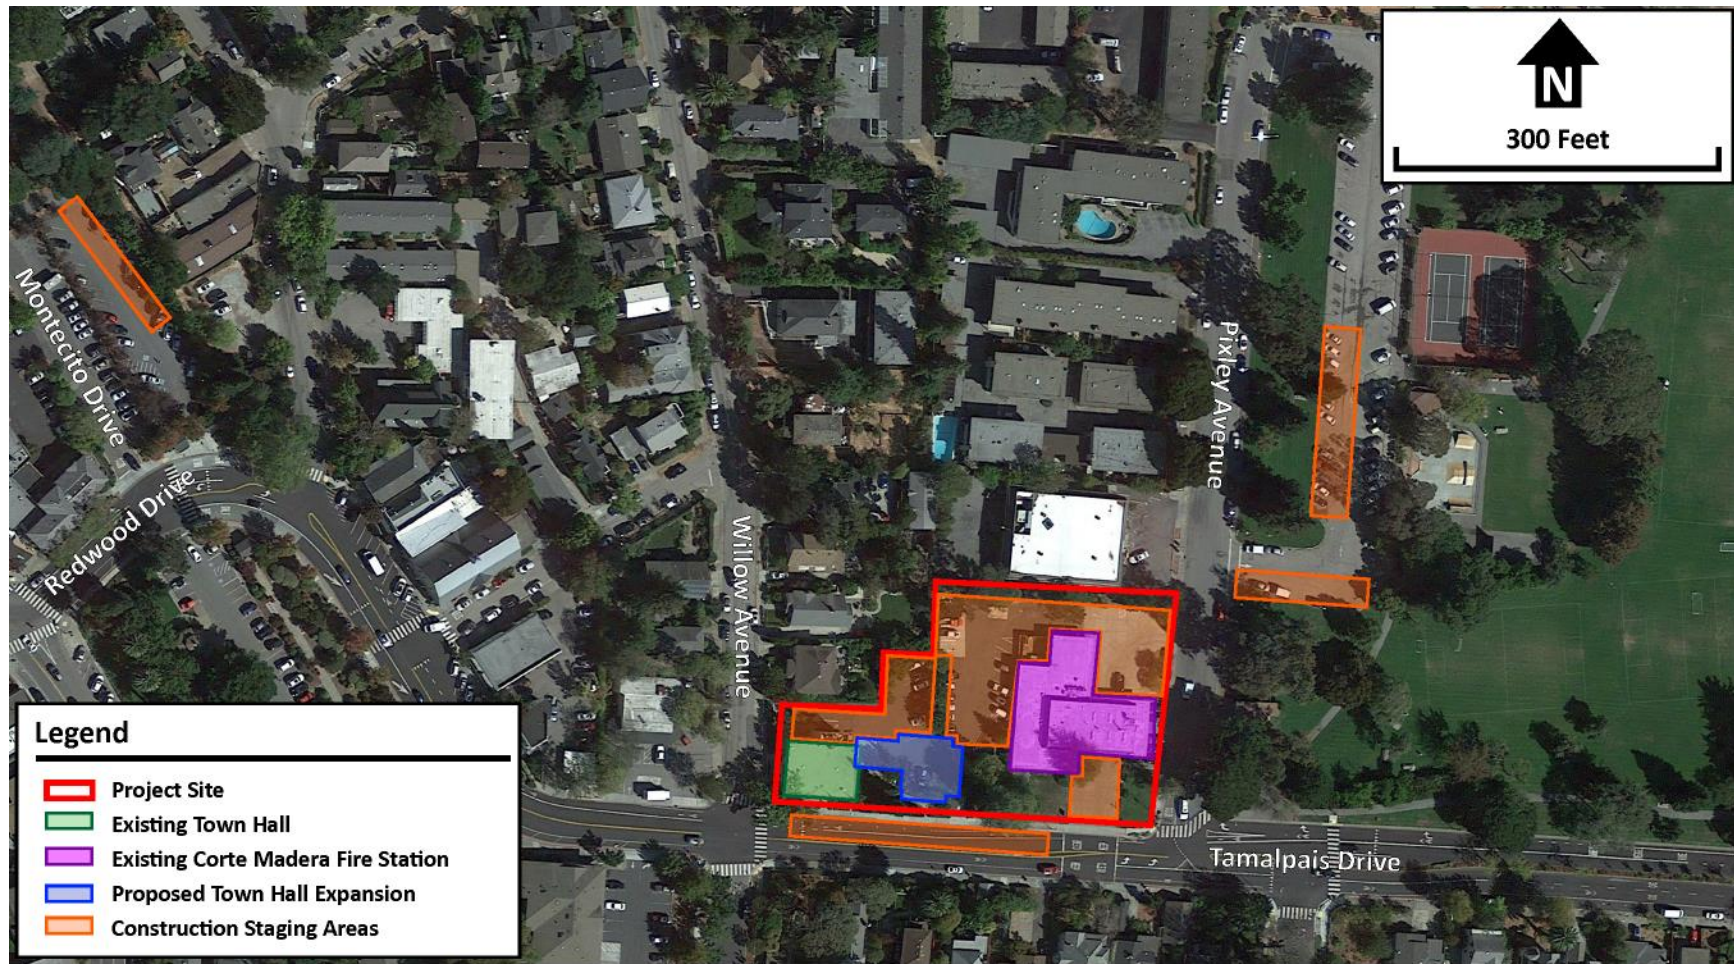 N
300 Feet
Montecito Drive
Redwood Drive
Willow Avenue
Pixley Avenue
Tamalpais Drive
Legend
Project Site
Existing Town Hall
Existing Corte Madera Fire Station
Proposed Town Hall Expansion
Construction Staging Areas